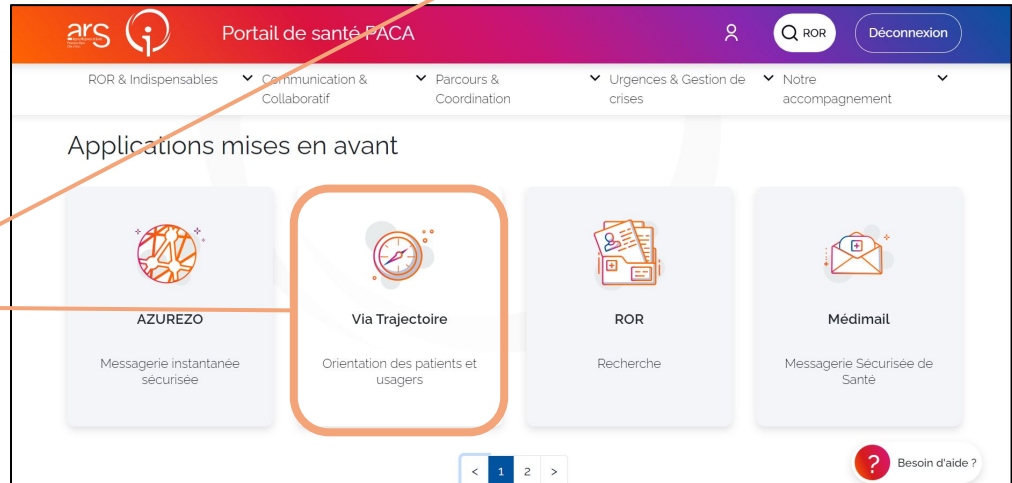 ars
Portail de santé PACA
ROR
Déconnexion
ROR & Indispensables
Communication &
Collaboratif
Parcours &
Coordination
Urgences & Gestion de
crises
Notre
accompagnement
Applications mises en avant
AZUREZO
Messagerie instantanée
sécurisée
Via Trajectoire
Orientation des patients et
usagers
ROR
Recherche
Médimail
Messagerie Sécurisée de
Santé
< 1 2 >
? Besoin d'aide ?